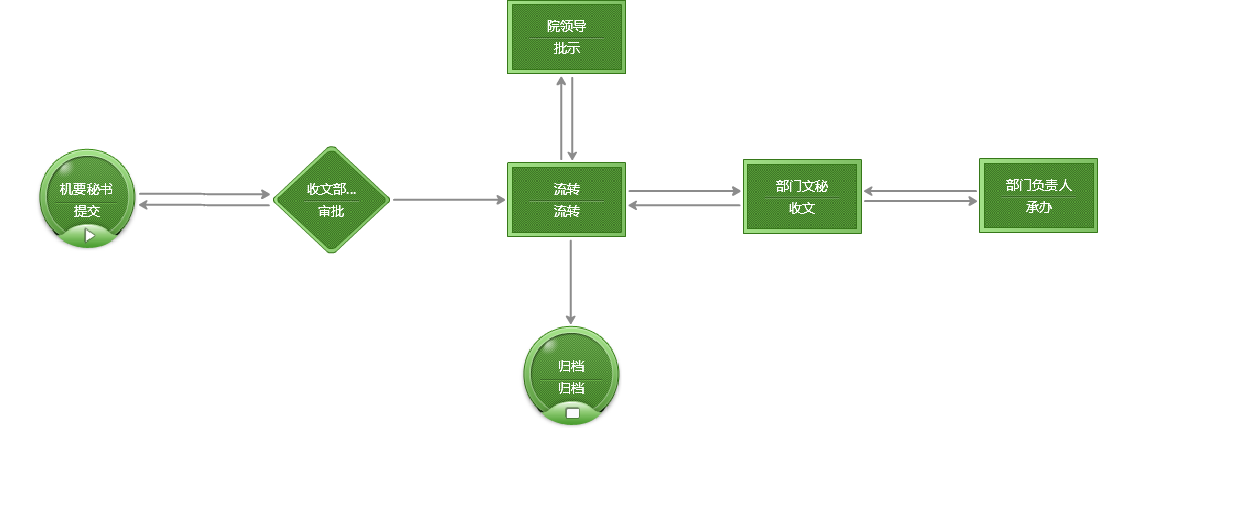 院领导
批示
机要秘书
提交
收文部...
审批
流转
流转
部门文秘
收文
部门负责人
承办
归档
归档